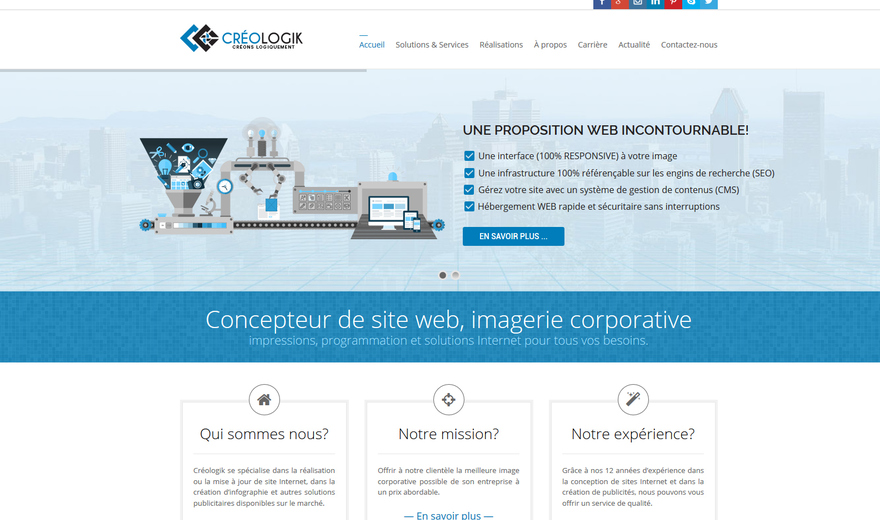 CRÉOLOGIK
CRÉONS LOGIQUEMENT
Accueil Solutions & Services Réalisations À propos Carrière Actualité Contactez-nous
UNE PROPOSITION WEB INCONTOURNABLE!
Une interface (100% RESPONSIVE) à votre image
Une infrastructure 100% référençable sur les engins de recherche (SEO)
Gérez votre site avec un système de gestion de contenus (CMS)
Hébergement WEB rapide et sécuritaire sans interruptions
EN SAVOIR PLUS ...
Concepteur de site web, imagerie corporative
impressions, programmation et solutions Internet pour tous vos besoins.
Qui sommes nous?
Créologik se spécialise dans la réalisation
ou la mise à jour de site Internet, dans la
création d'infographie et autres solutions
publicitaires disponibles sur le marché.
Notre mission?
Offrir à notre clientèle la meilleure image
corporative possible de son entreprise à
un prix abordable.
— En savoir plus —
Notre expérience?
Grâce à nos 12 années d'expérience dans
la conception de sites Internet et dans la
création de publicités, nous pouvons vous
offrir un service de qualité.